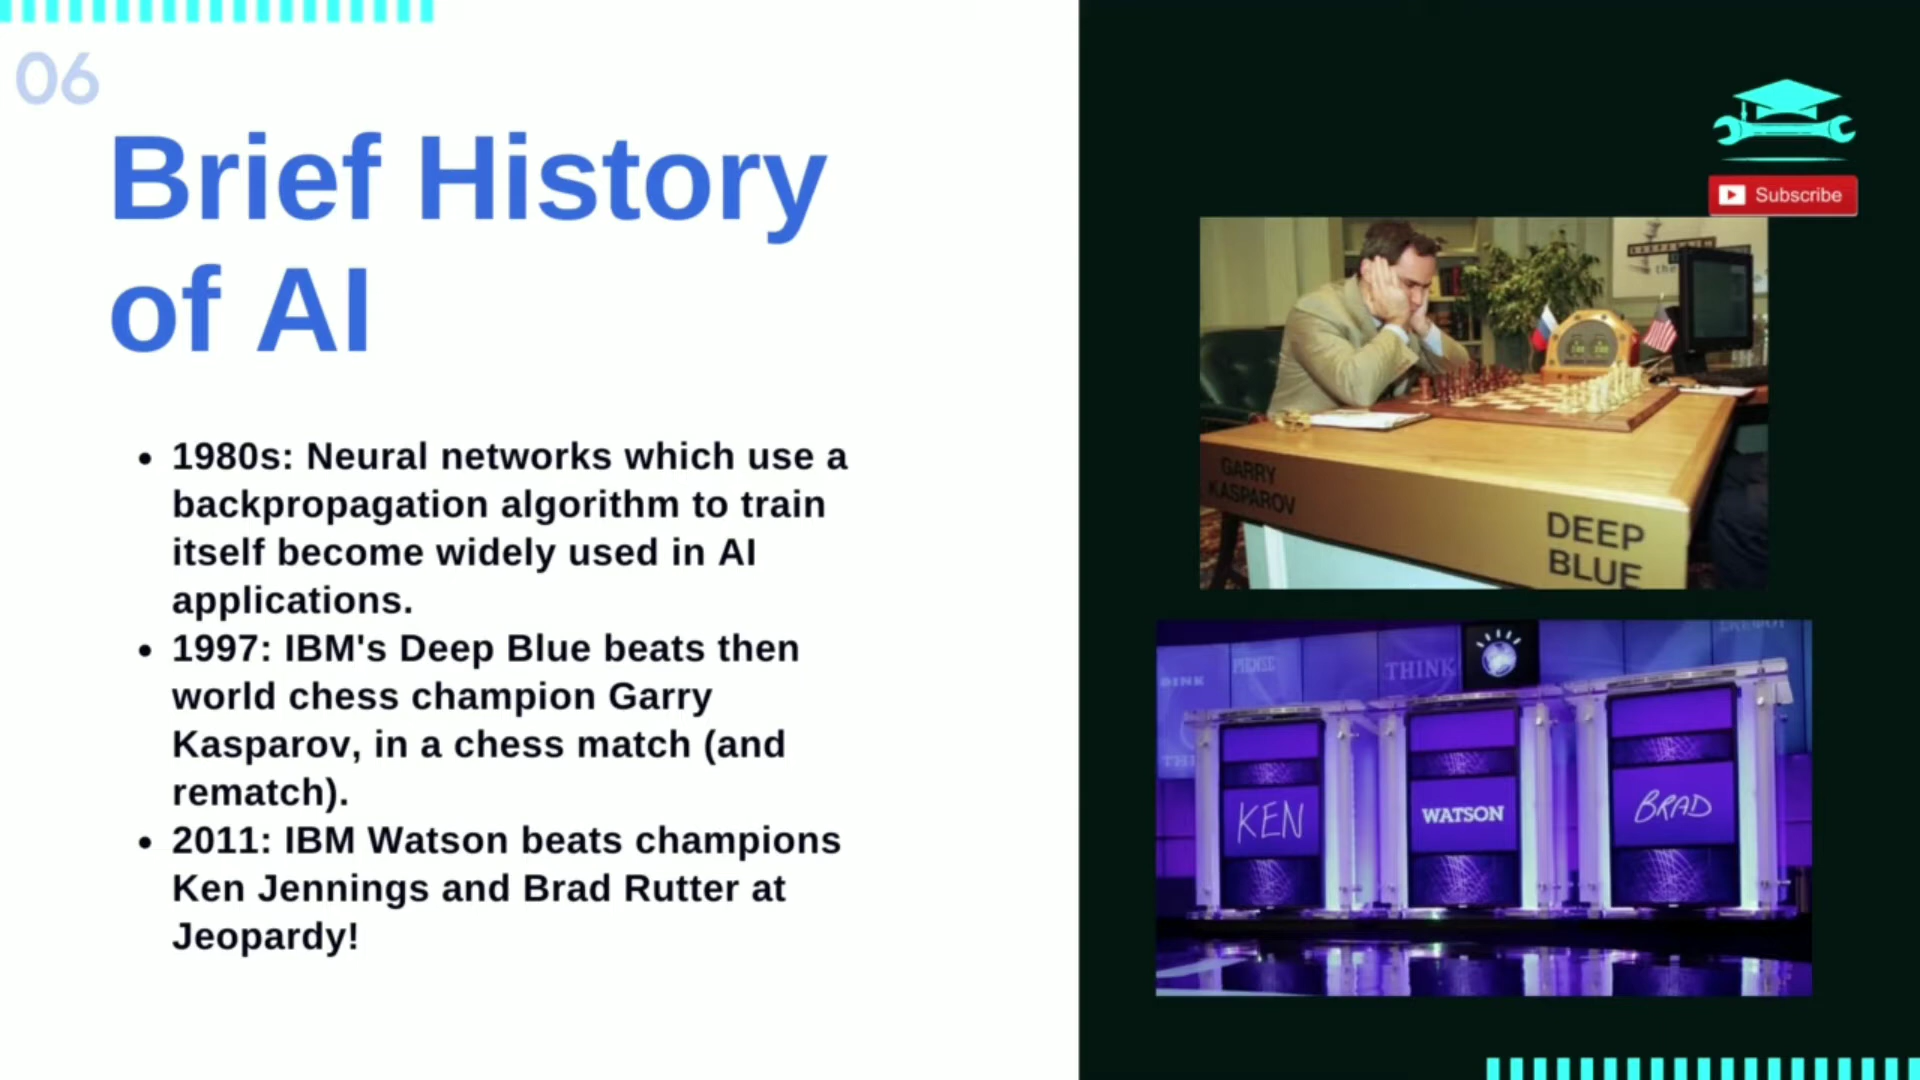 06
Brief History
of AI
• 1980s: Neural networks which use a
backpropagation algorithm to train
itself become widely used in AI
applications.
• 1997: IBM's Deep Blue beats then
world chess champion Garry
Kasparov, in a chess match (and
rematch).
• 2011: IBM Watson beats champions
Ken Jennings and Brad Rutter at
Jeopardy!
Subscribe
GARRY
KASPAROV
DEEP
BLUE
THINK
KEN
WATSON
BRAD